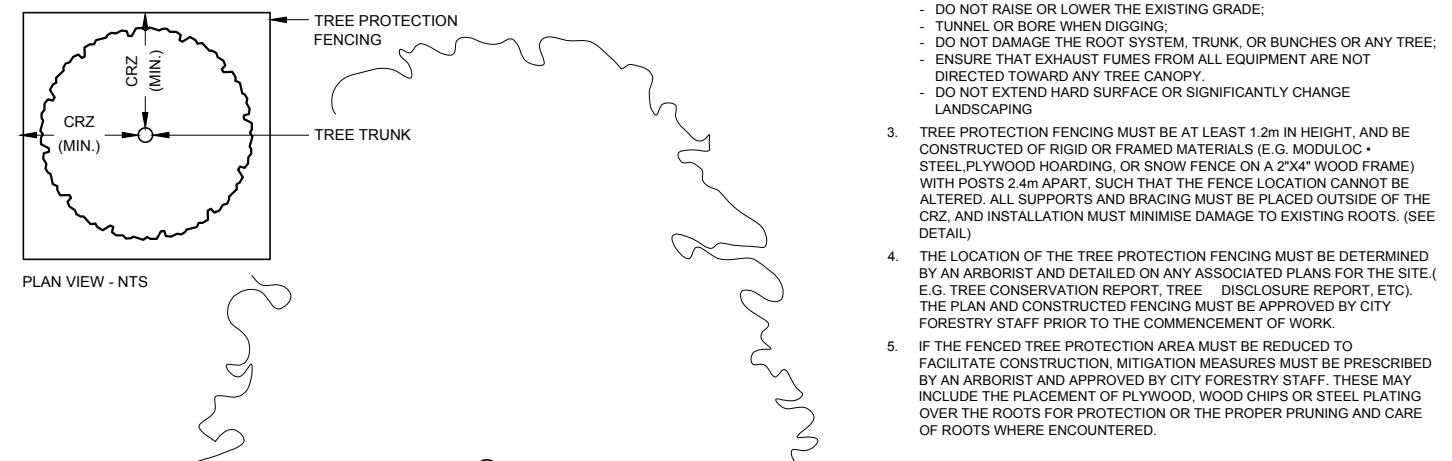 TREE PROTECTION
FENCING
CRZ
(MIN.)
CRZ
(MIN.)
TREE TRUNK
PLAN VIEW - NTS
- DO NOT RAISE OR LOWER THE EXISTING GRADE;
- TUNNEL OR BORE WHEN DIGGING;
- DO NOT DAMAGE THE ROOT SYSTEM, TRUNK, OR BUNCHES OR ANY TREE;
- ENSURE THAT EXHAUST FUMES FROM ALL EQUIPMENT ARE NOT
DIRECTED TOWARD ANY TREE CANOPY.
- DO NOT EXTEND HARD SURFACE OR SIGNIFICANTLY CHANGE
LANDSCAPING
3. TREE PROTECTION FENCING MUST BE AT LEAST 1.2m IN HEIGHT, AND BE
CONSTRUCTED OF RIGID OR FRAMED MATERIALS (E.G. MODULOC •
STEEL,PLYWOOD HOARDING, OR SNOW FENCE ON A 2"X4" WOOD FRAME)
WITH POSTS 2.4m APART, SUCH THAT THE FENCE LOCATION CANNOT BE
ALTERED. ALL SUPPORTS AND BRACING MUST BE PLACED OUTSIDE OF THE
CRZ, AND INSTALLATION MUST MINIMISE DAMAGE TO EXISTING ROOTS. (SEE
DETAIL)
4. THE LOCATION OF THE TREE PROTECTION FENCING MUST BE DETERMINED
BY AN ARBORIST AND DETAILED ON ANY ASSOCIATED PLANS FOR THE SITE.(
E.G. TREE CONSERVATION REPORT, TREE DISCLOSURE REPORT, ETC).
THE PLAN AND CONSTRUCTED FENCING MUST BE APPROVED BY CITY
FORESTRY STAFF PRIOR TO THE COMMENCEMENT OF WORK.
5. IF THE FENCED TREE PROTECTION AREA MUST BE REDUCED TO
FACILITATE CONSTRUCTION, MITIGATION MEASURES MUST BE PRESCRIBED
BY AN ARBORIST AND APPROVED BY CITY FORESTRY STAFF. THESE MAY
INCLUDE THE PLACEMENT OF PLYWOOD, WOOD CHIPS OR STEEL PLATING
OVER THE ROOTS FOR PROTECTION OR THE PROPER PRUNING AND CARE
OF ROOTS WHERE ENCOUNTERED.